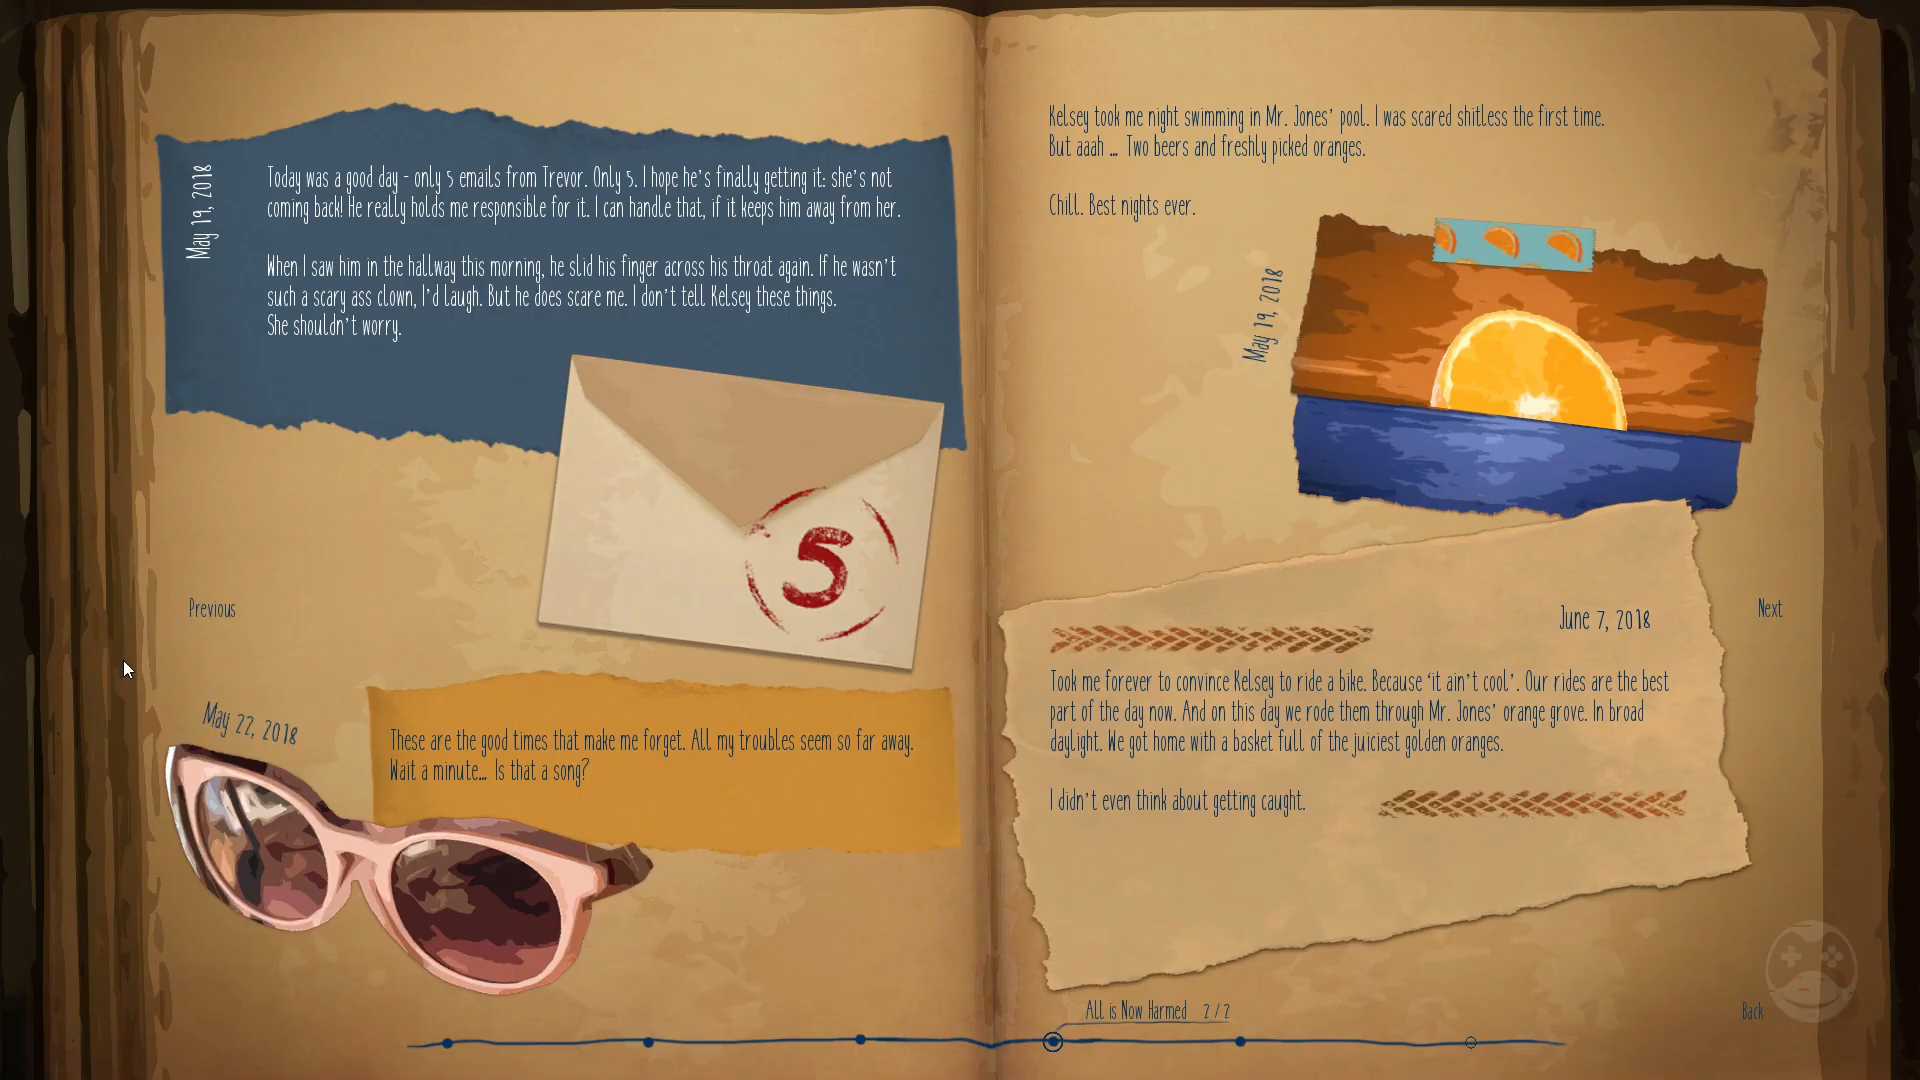 May 19, 2018
Today was a good day - only 5 emails from Trevor. Only 5. I hope he's finally getting it: she's not
coming back! He really holds me responsible for it. I can handle that, if it keeps him away from her.
When I saw him in the hallway this morning, he slid his finger across his throat again. If he wasn't
such a scary ass clown, I'd laugh. But he does scare me. I don't tell Kelsey these things.
She shouldn't worry.
5
Previous
May 22, 2018
These are the good times that make me forget. All my troubles seem so far away.
Wait a minute... Is that a song?
Kelsey took me night swimming in Mr. Jones' pool. I was scared shitless the first time.
But aaah ... Two beers and freshly picked oranges.
Chill. Best nights ever.
May 19, 2018
June 7, 2018
Next
Took me forever to convince Kelsey to ride a bike. Because 'it ain't cool'. Our rides are the best
part of the day now. And on this day we rode them through Mr. Jones' orange grove. In broad
daylight. We got home with a basket full of the juiciest golden oranges.
I didn't even think about getting caught.
All is Now Harmed 2 / 2
Back